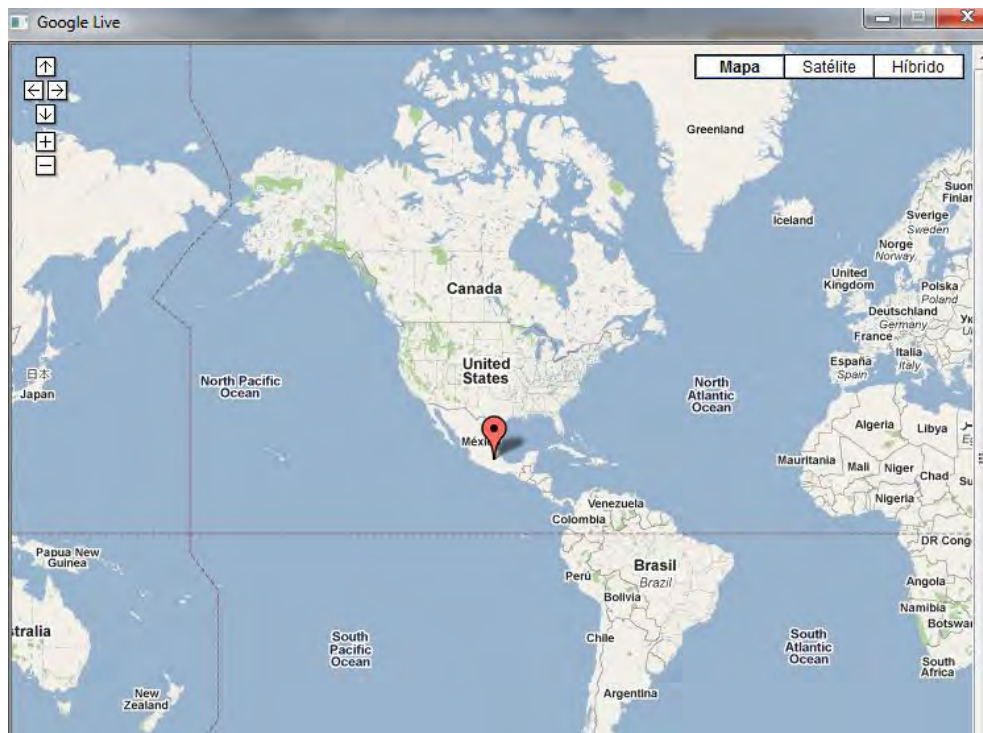 Google Live
Mapa Satélite Híbrido
Greenland
Iceland
Sverige
Sweden
Norge
Norway
United
Kingdom
Polska
Poland
Deutschland
Germany
France
Italia
Italy
España
Spain
Canada
United
States
日本
Japan
North Pacific
Ocean
North
Atlantic
Ocean
Algeria
Libya
Mauritania
Mali
Niger
Chad
Nigeria
Venezuela
Colombia
DR Cong
Papua New
Guinea
Perú
Brasil
Brazil
Bolivia
Angola
Namibia
Botswa
stralia
South
Pacific
Ocean
Chile
South
Atlantic
Ocean
South
Africa
New
Zealand
Argentina